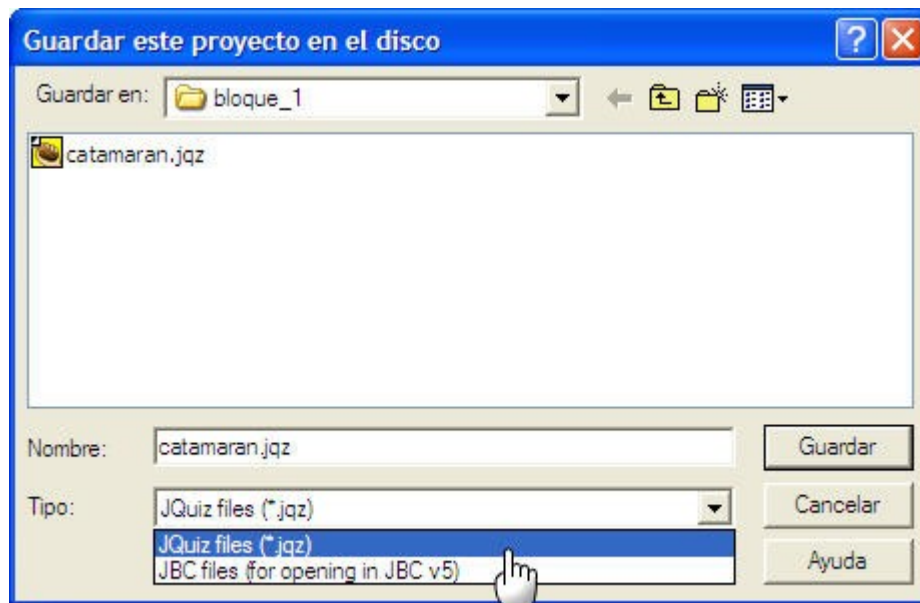 Guardar este proyecto en el disco
Guardar en: bloque_1
catamaran.jqz
Nombre: catamaran.jqz Guardar
Tipo: JQuiz files (*.jqz) Cancelar
JQuiz files (*.jqz)
JBC files (for opening in JBC v5) Ayuda